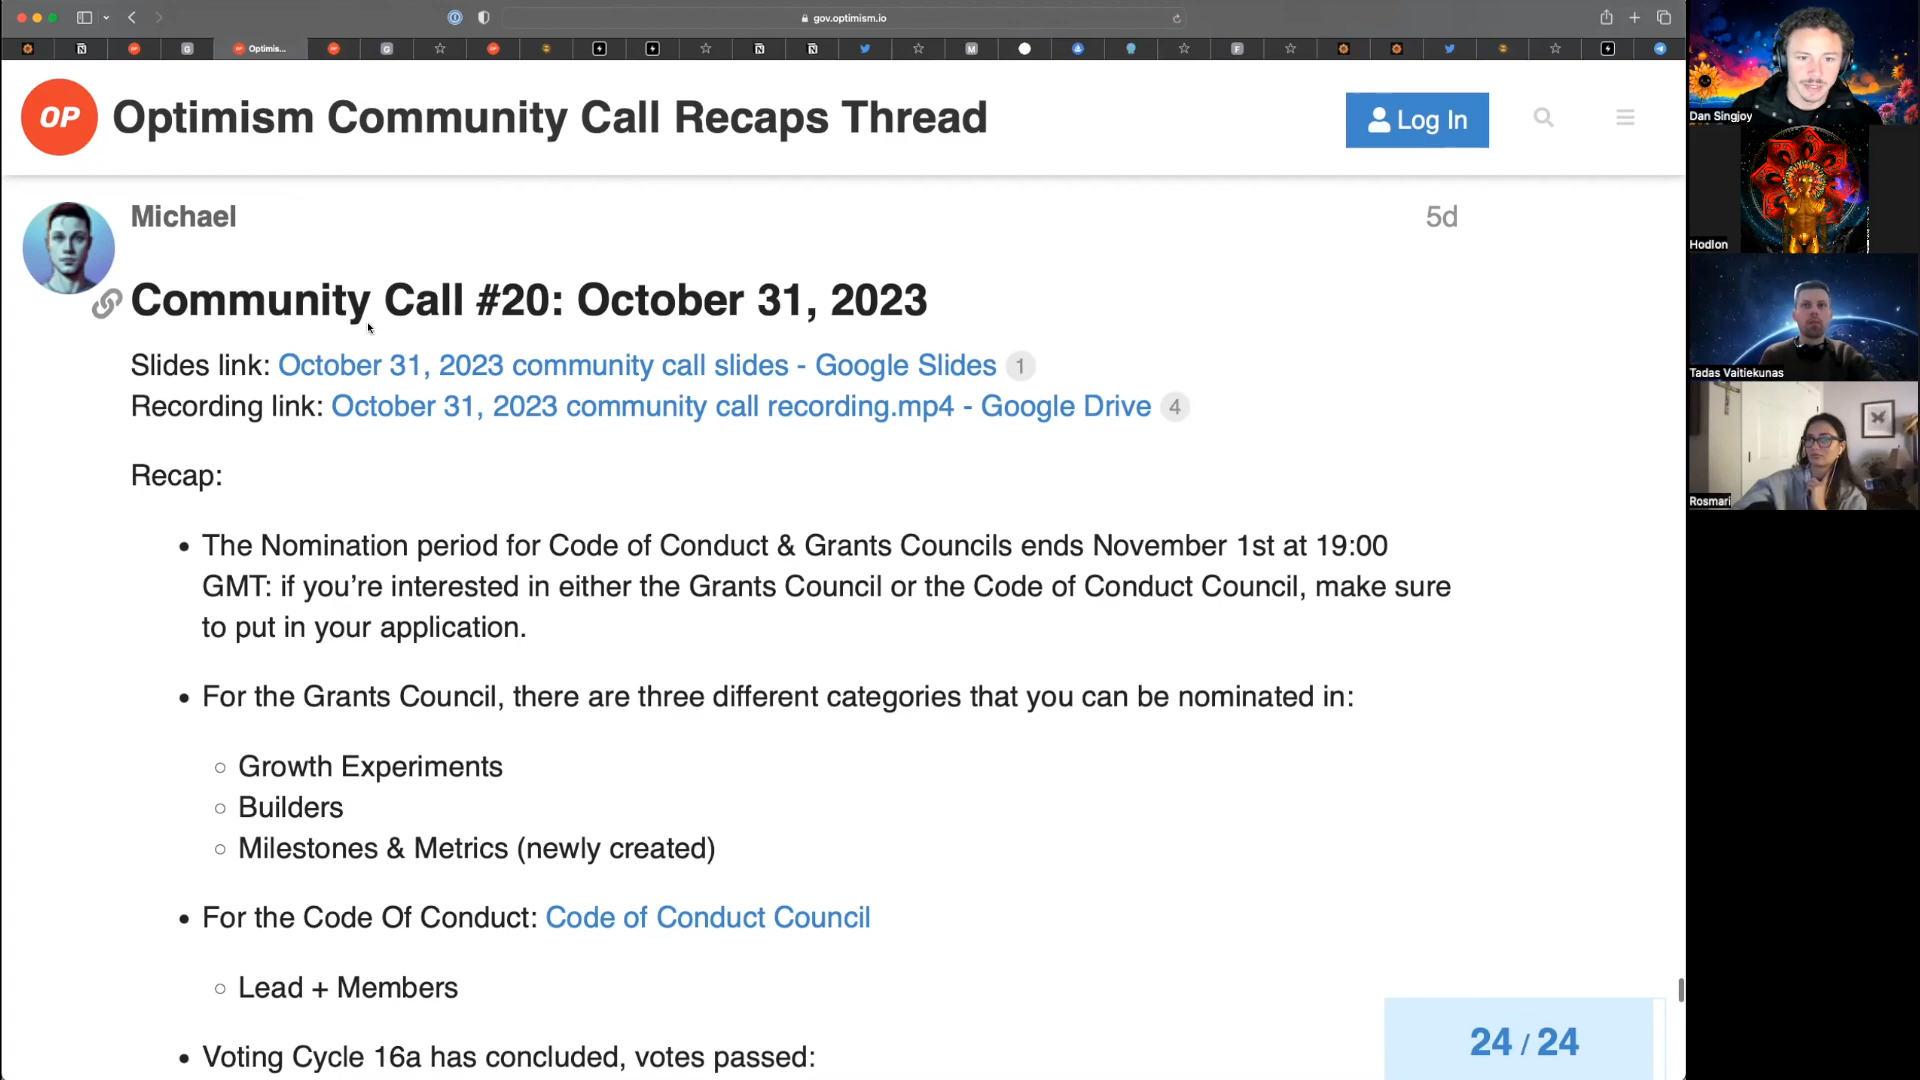 gov.optimism.io
Optimis...
OP Optimism Community Call Recaps Thread
Log In
Michael
5d
Community Call #20: October 31, 2023
Slides link: October 31, 2023 community call slides - Google Slides 1
Recording link: October 31, 2023 community call recording.mp4 - Google Drive 4
Recap:
• The Nomination period for Code of Conduct & Grants Councils ends November 1st at 19:00
GMT: if you’re interested in either the Grants Council or the Code of Conduct Council, make sure
to put in your application.
• For the Grants Council, there are three different categories that you can be nominated in:
○ Growth Experiments
○ Builders
○ Milestones & Metrics (newly created)
• For the Code Of Conduct: Code of Conduct Council
○ Lead + Members
• Voting Cycle 16a has concluded, votes passed:
24 / 24
Dan Singjoy
Hodlon
Tadas Vaitiekunas
Rosmari